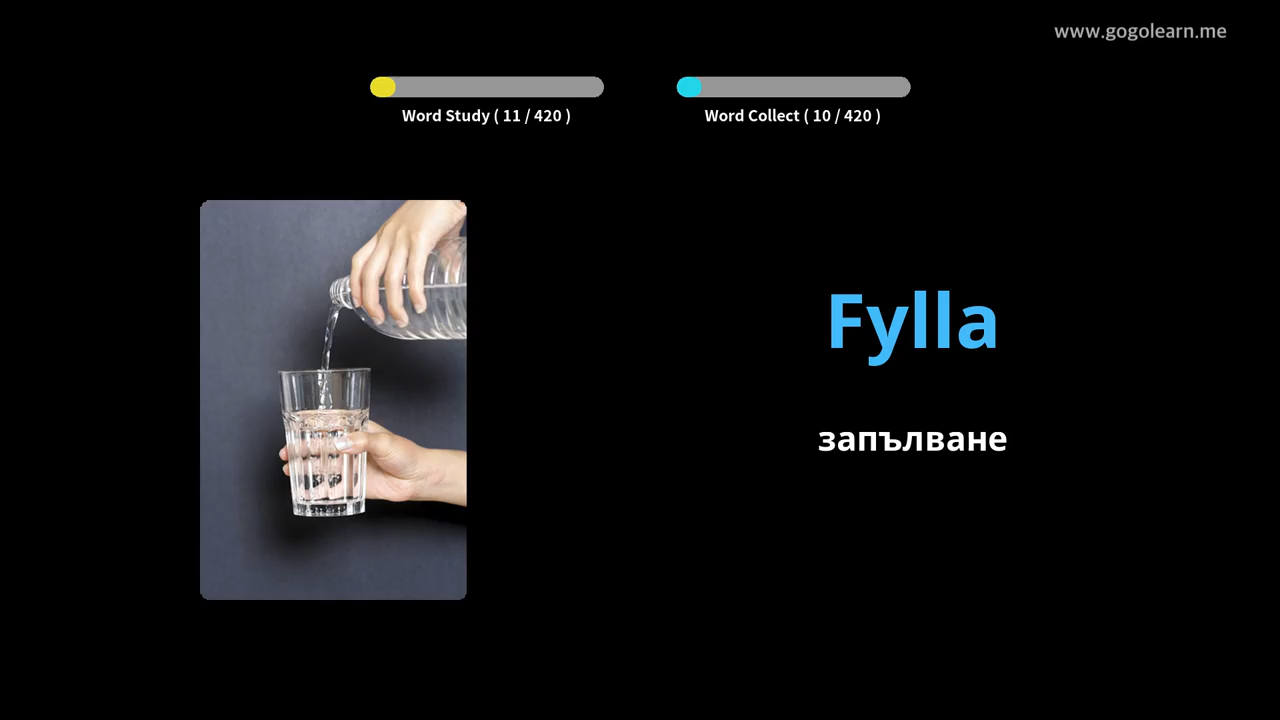 www.gogolearn.me
Word Study ( 11 / 420 )
Word Collect ( 10 / 420 )
Fylla
запълване